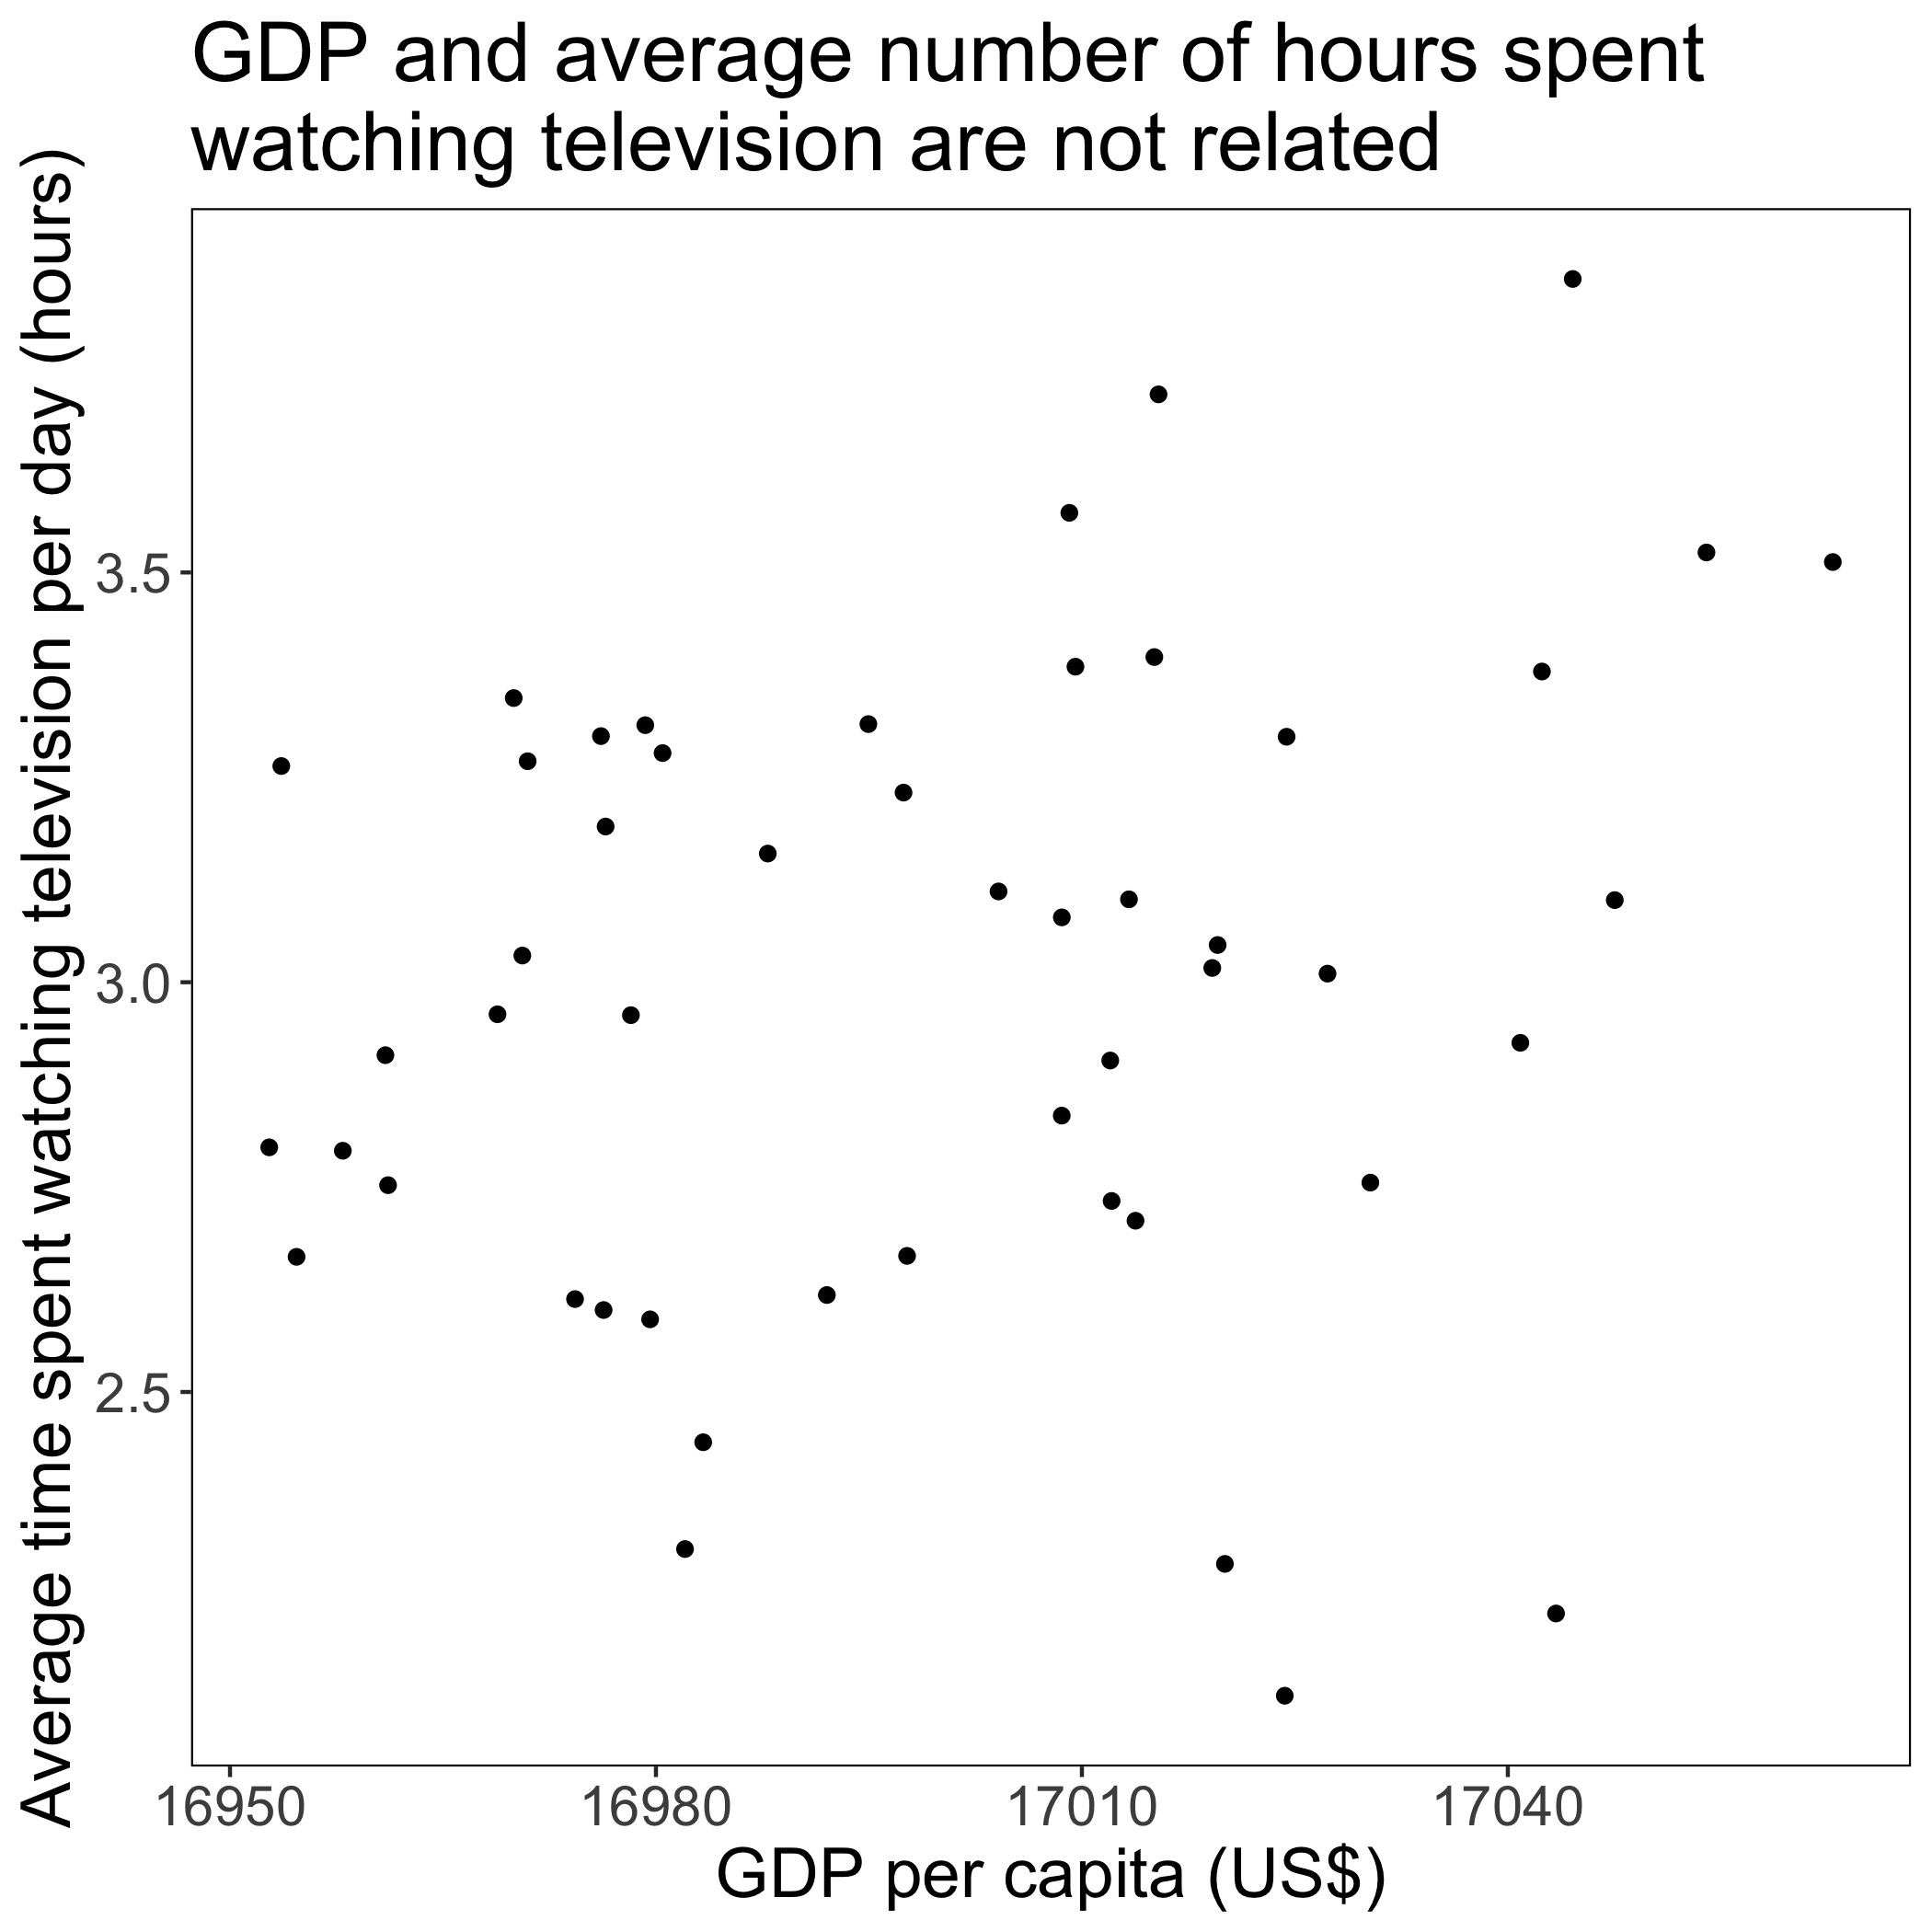 GDP and average number of hours spent
watching television are not related
Average time spent watching television per day (hours)
3.5
3.0
2.5
16950
16980
17010
17040
GDP per capita (US$)